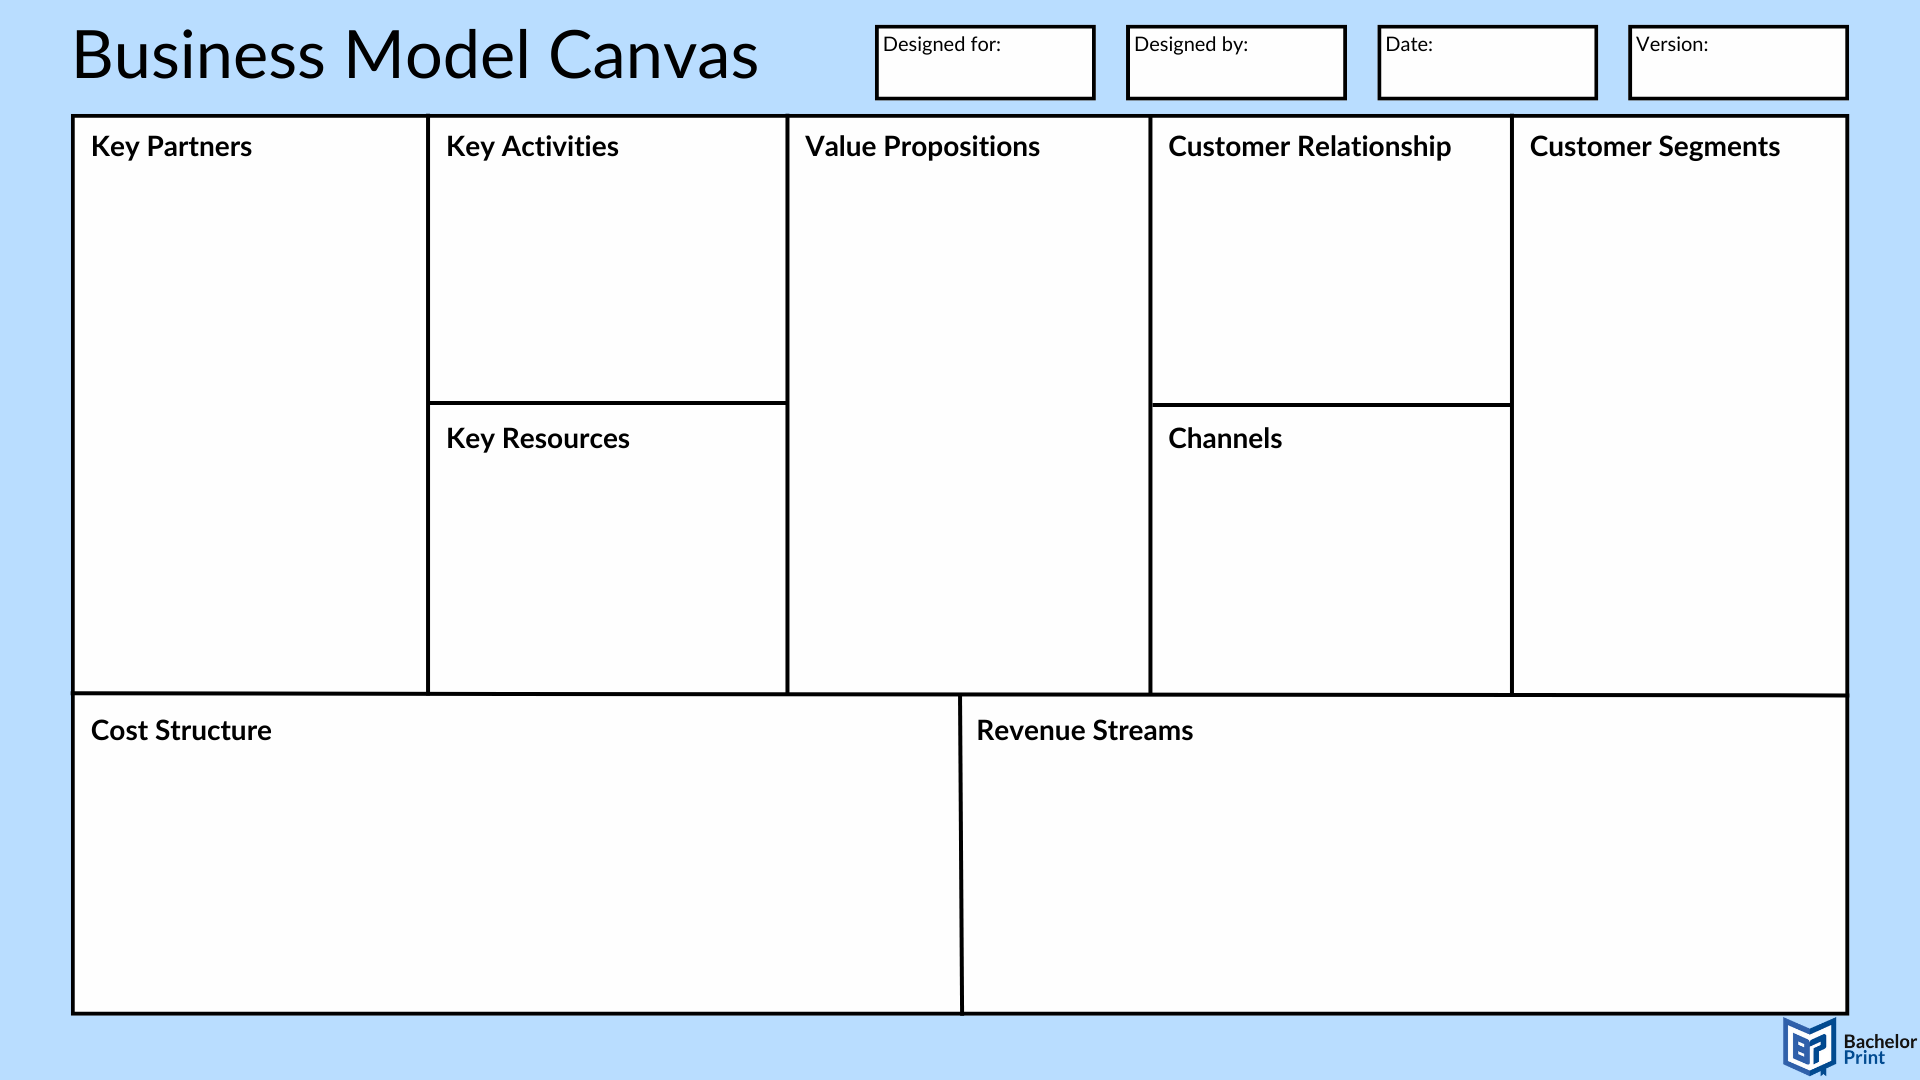 Business Model Canvas
Designed for:
Designed by:
Date:
Version:
Key Partners
Key Activities
Value Propositions
Customer Relationship
Customer Segments
Key Resources
Channels
Cost Structure
Revenue Streams
BP
Bachelor
Print